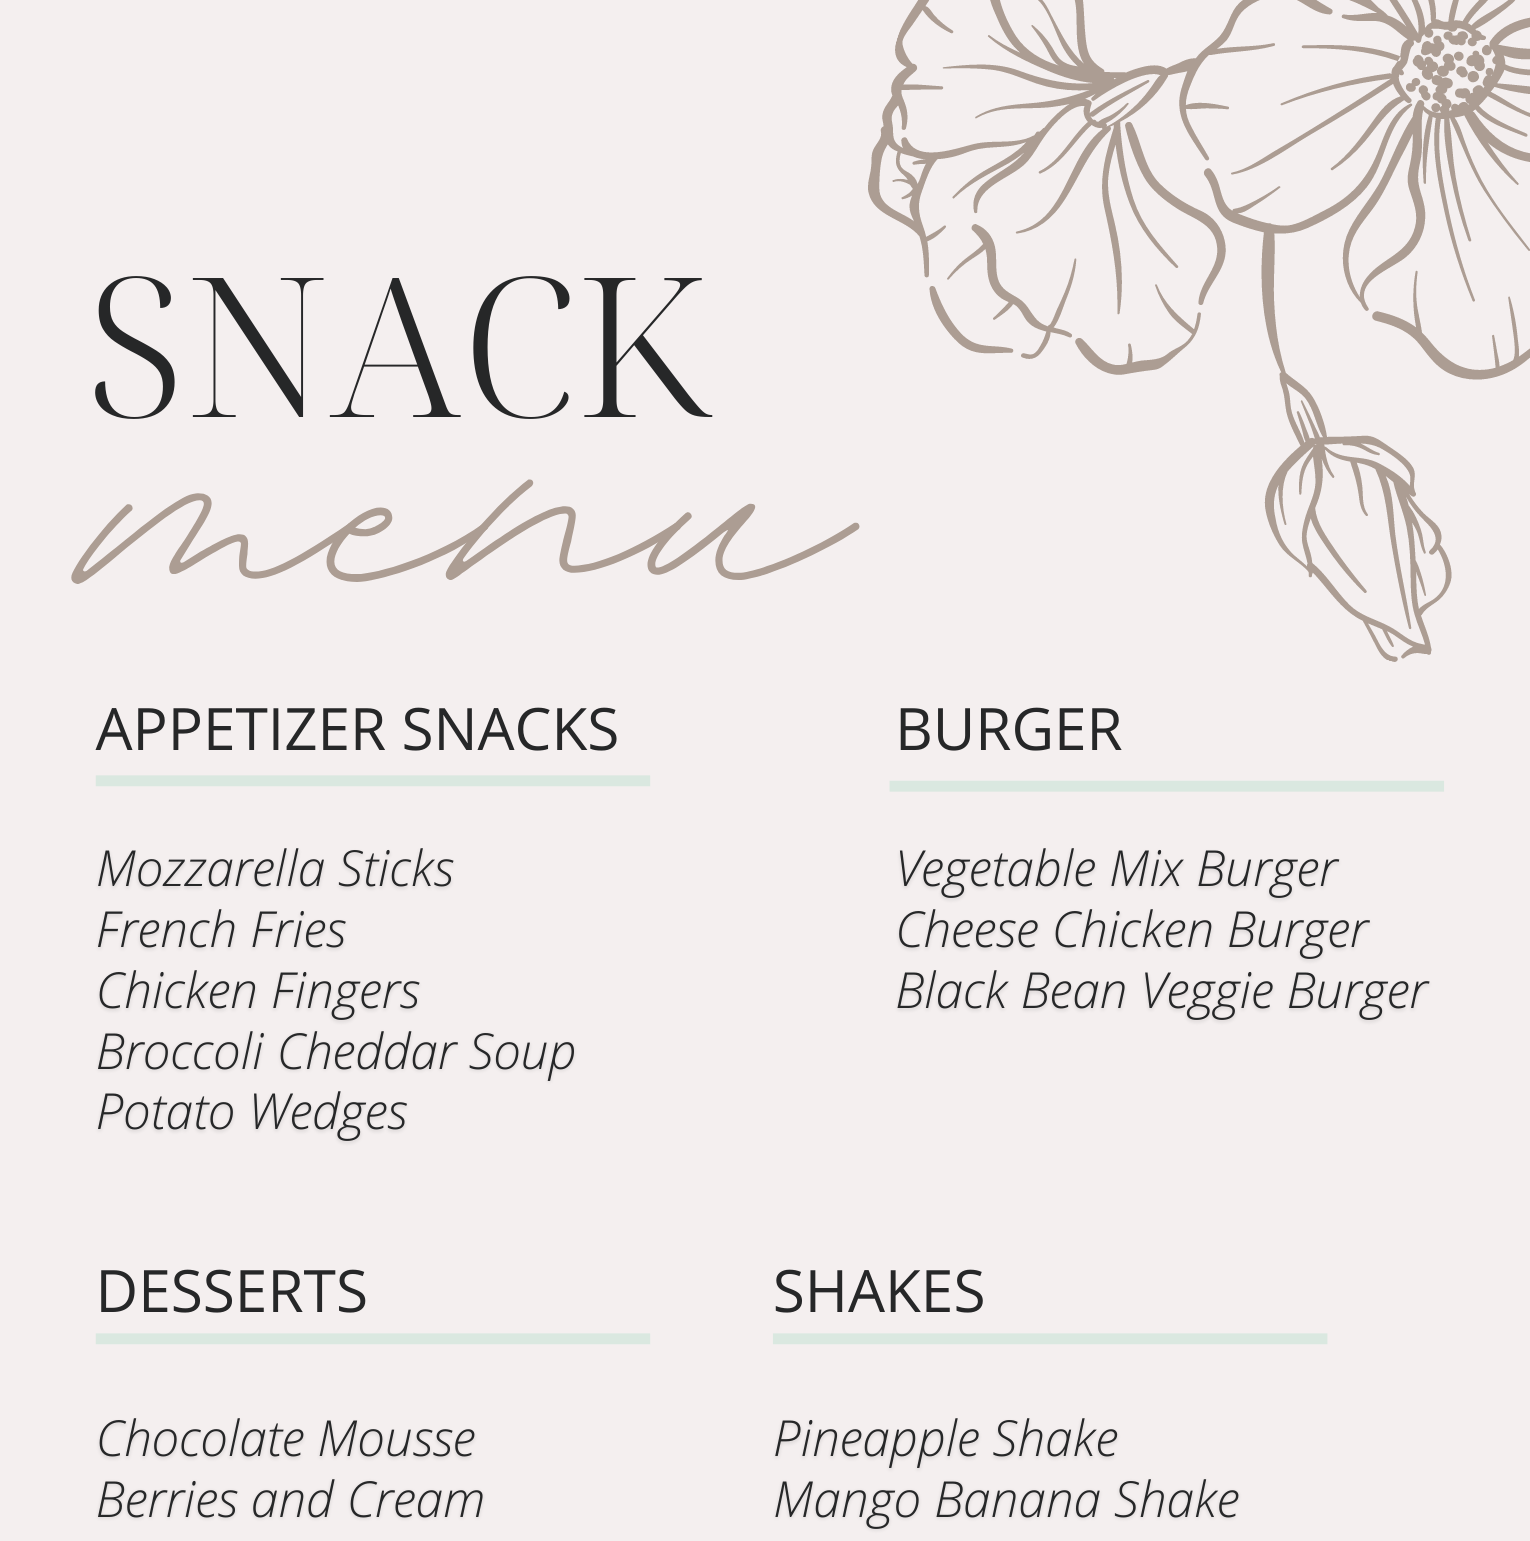 SNACK
menu
APPETIZER SNACKS
Mozzarella Sticks
French Fries
Chicken Fingers
Broccoli Cheddar Soup
Potato Wedges
BURGER
Vegetable Mix Burger
Cheese Chicken Burger
Black Bean Veggie Burger
DESSERTS
Chocolate Mousse
Berries and Cream
SHAKES
Pineapple Shake
Mango Banana Shake